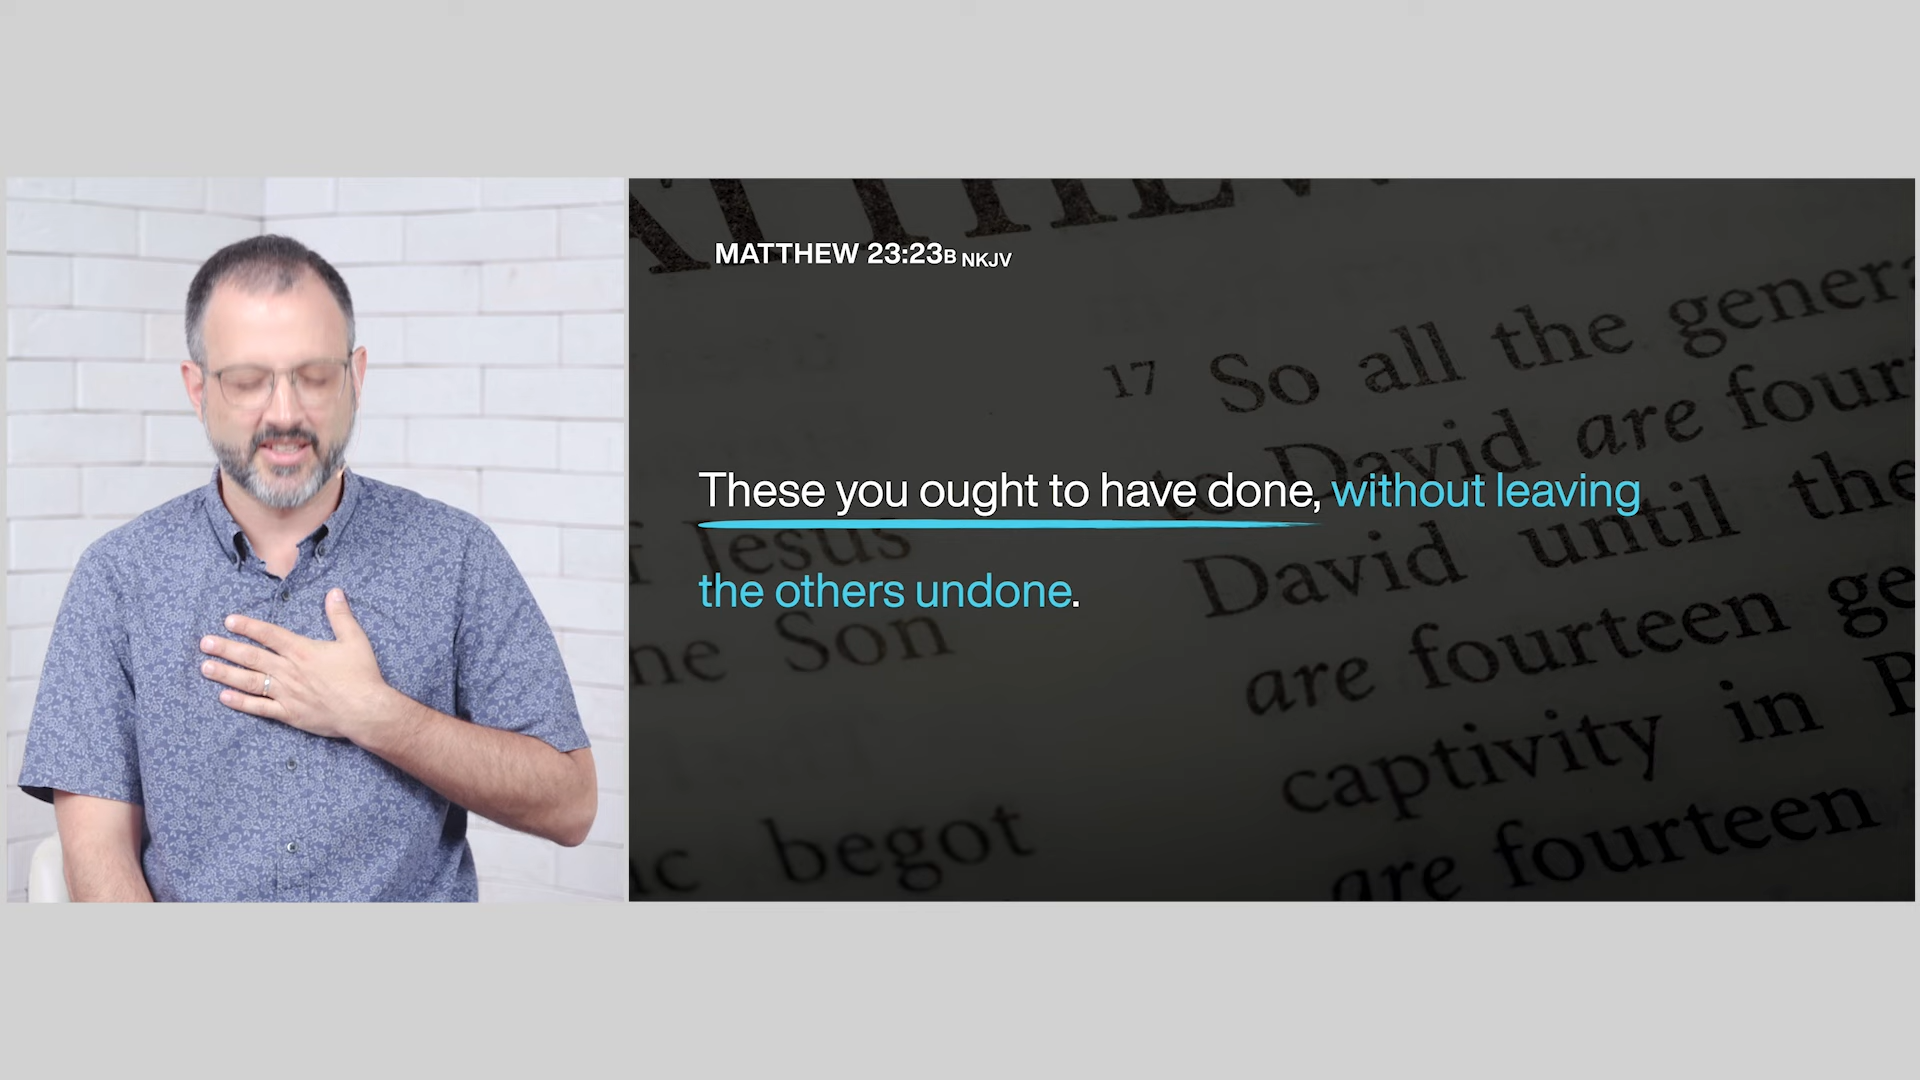 MATTHEW 23:23B NKJV
These you ought to have done, without leaving
the others undone.
17 So all the genera
to David are four
David until the
are fourteen ge
captivity in
are fourteen
Jesus
Son
begot